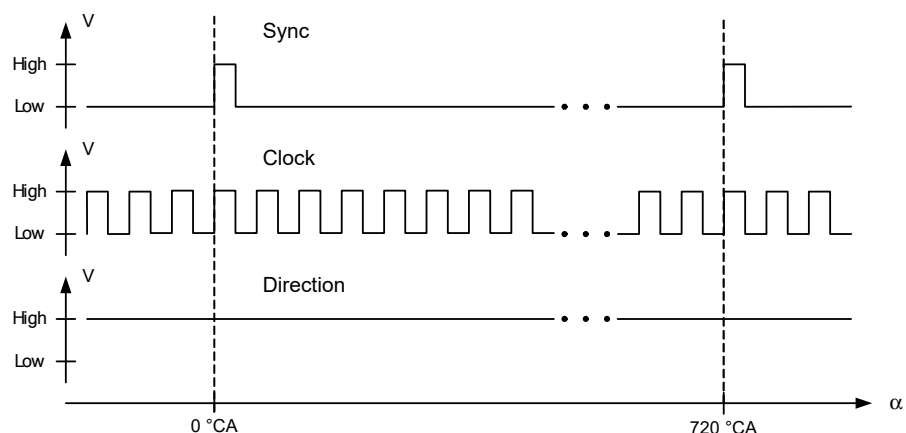 V
Sync
High
Low
V
Clock
High
Low
V
Direction
High
Low
α
0 °CA
720 °CA